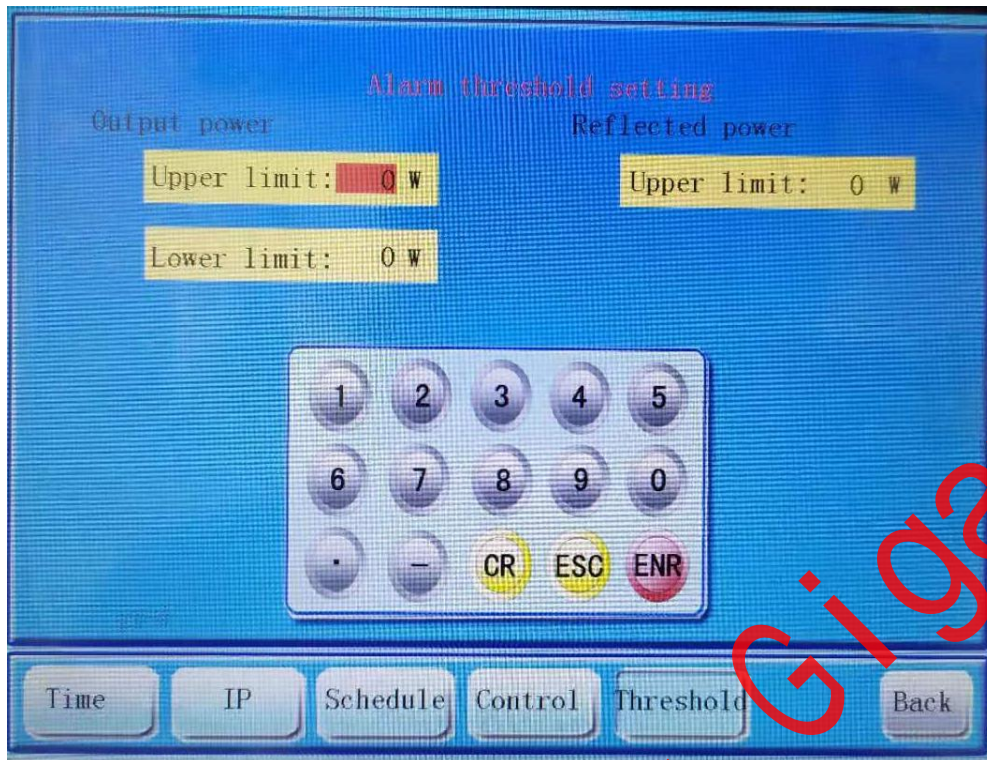 Alarm threshold setting
Output power
Reflected power
Upper limit: 0 W
Upper limit: 0 W
Lower limit: 0 W
1 2 3 4 5
6 7 8 9 0
. – CR ESC ENR
Time IP Schedule Control Threshold Back
Giga